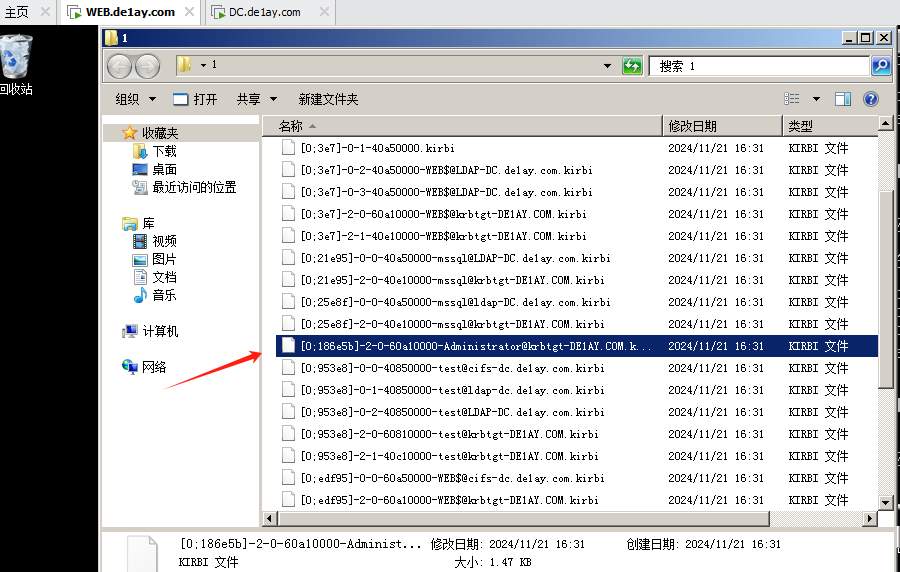 主页 WEB.de1ay.com DC.de1ay.com
回收站
1
1 搜索 1
组织 打开 共享 新建文件夹
收藏夹
下载
桌面
最近访问的位置
库
视频
图片
文档
音乐
计算机
网络
名称 修改日期 类型
[0;3e7]-0-1-40a50000.kirbi 2024/11/21 16:31 KIRBI 文件
[0;3e7]-0-2-40a50000-WEB$@LDAP-DC.de1ay.com.kirbi 2024/11/21 16:31 KIRBI 文件
[0;3e7]-0-3-40a50000-WEB$@LDAP-DC.de1ay.com.kirbi 2024/11/21 16:31 KIRBI 文件
[0;3e7]-2-0-60a10000-WEB$@krbtgt-DE1AY.COM.kirbi 2024/11/21 16:31 KIRBI 文件
[0;3e7]-2-1-40e10000-WEB$@krbtgt-DE1AY.COM.kirbi 2024/11/21 16:31 KIRBI 文件
[0;21e95]-0-0-40a50000-mssql@LDAP-DC.de1ay.com.kirbi 2024/11/21 16:31 KIRBI 文件
[0;21e95]-2-0-40e10000-mssql@krbtgt-DE1AY.COM.kirbi 2024/11/21 16:31 KIRBI 文件
[0;25e8f]-0-0-40a50000-mssql@ldap-DC.de1ay.com.kirbi 2024/11/21 16:31 KIRBI 文件
[0;25e8f]-2-0-40e10000-mssql@krbtgt-DE1AY.COM.kirbi 2024/11/21 16:31 KIRBI 文件
[0;186e5b]-2-0-60a10000-Administrator@krbtgt-DE1AY.COM.k... 2024/11/21 16:31 KIRBI 文件
[0;953e8]-0-0-40850000-test@cifs-dc.de1ay.com.kirbi 2024/11/21 16:31 KIRBI 文件
[0;953e8]-0-1-40850000-test@ldap-dc.de1ay.com.kirbi 2024/11/21 16:31 KIRBI 文件
[0;953e8]-0-2-40850000-test@LDAP-DC.de1ay.com.kirbi 2024/11/21 16:31 KIRBI 文件
[0;953e8]-2-0-60810000-test@krbtgt-DE1AY.COM.kirbi 2024/11/21 16:31 KIRBI 文件
[0;953e8]-2-1-40c10000-test@krbtgt-DE1AY.COM.kirbi 2024/11/21 16:31 KIRBI 文件
[0;edf95]-0-0-60a50000-WEB$@cifs-dc.de1ay.com.kirbi 2024/11/21 16:31 KIRBI 文件
[0;edf95]-2-0-60a10000-WEB$@krbtgt-DE1AY.COM.kirbi 2024/11/21 16:31 KIRBI 文件
[0;186e5b]-2-0-60a10000-Administ... 修改日期: 2024/11/21 16:31 创建日期: 2024/11/21 16:31
KIRBI 文件 大小: 1.47 KB